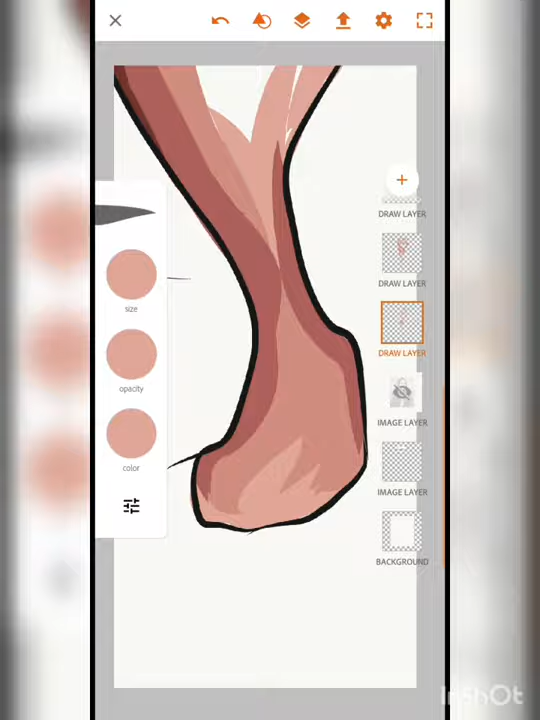 DRAW LAYER
DRAW LAYER
size
DRAW LAYER
opacity
IMAGE LAYER
color
IMAGE LAYER
BACKGROUND
InShOt